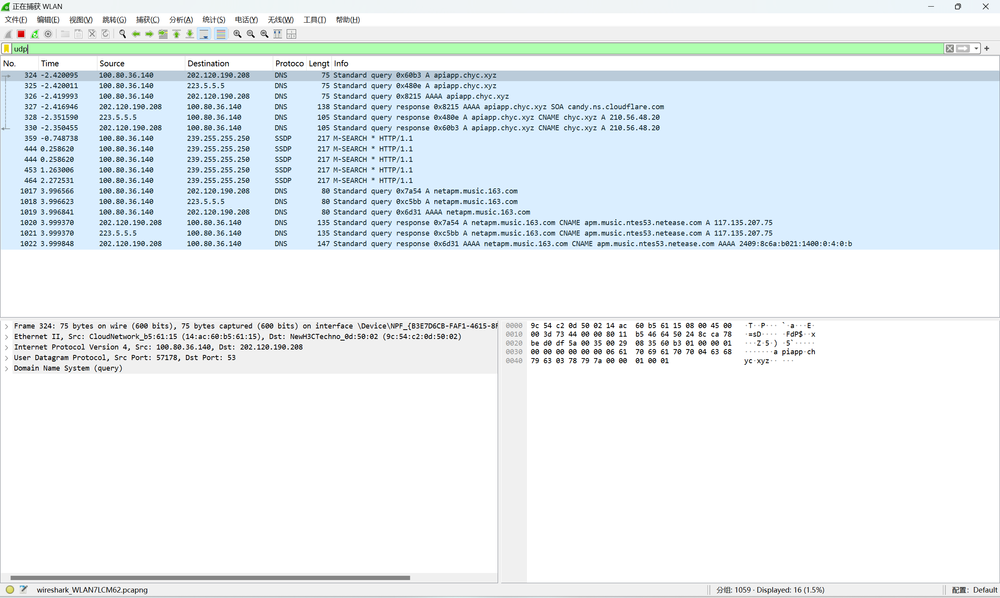 正在捕获 WLAN
文件(F) 编辑(E) 视图(V) 跳转(G) 捕获(C) 分析(A) 统计(S) 电话(Y) 无线(W) 工具(T) 帮助(H)
udp
No. Time Source Destination Protoco Lengt Info
324 -2.420095 100.80.36.140 202.120.190.208 DNS 75 Standard query 0x60b3 A apiapp.chyc.xyz
325 -2.420011 100.80.36.140 223.5.5.5 DNS 75 Standard query 0x480e A apiapp.chyc.xyz
326 -2.419993 100.80.36.140 202.120.190.208 DNS 75 Standard query 0x8215 AAAA apiapp.chyc.xyz
327 -2.416946 202.120.190.208 100.80.36.140 DNS 138 Standard query response 0x8215 AAAA apiapp.chyc.xyz SOA candy.ns.cloudflare.com
328 -2.351590 223.5.5.5 100.80.36.140 DNS 105 Standard query response 0x480e A apiapp.chyc.xyz CNAME chyc.xyz A 210.56.48.20
330 -2.350455 202.120.190.208 100.80.36.140 DNS 105 Standard query response 0x60b3 A apiapp.chyc.xyz CNAME chyc.xyz A 210.56.48.20
359 -0.748738 100.80.36.140 239.255.255.250 SSDP 217 M-SEARCH * HTTP/1.1
444 0.258620 100.80.36.140 239.255.255.250 SSDP 217 M-SEARCH * HTTP/1.1
444 0.258620 100.80.36.140 239.255.255.250 SSDP 217 M-SEARCH * HTTP/1.1
453 1.263006 100.80.36.140 239.255.255.250 SSDP 217 M-SEARCH * HTTP/1.1
464 2.272531 100.80.36.140 239.255.255.250 SSDP 217 M-SEARCH * HTTP/1.1
1017 3.996566 100.80.36.140 202.120.190.208 DNS 80 Standard query 0x7a54 A netapm.music.163.com
1018 3.996623 100.80.36.140 223.5.5.5 DNS 80 Standard query 0xc5bb A netapm.music.163.com
1019 3.996841 100.80.36.140 202.120.190.208 DNS 80 Standard query 0x6d31 AAAA netapm.music.163.com
1020 3.999370 202.120.190.208 100.80.36.140 DNS 135 Standard query response 0x7a54 A netapm.music.163.com CNAME apm.music.ntes53.netease.com A 117.135.207.75
1021 3.999370 223.5.5.5 100.80.36.140 DNS 135 Standard query response 0xc5bb A netapm.music.163.com CNAME apm.music.ntes53.netease.com A 117.135.207.75
1022 3.999848 202.120.190.208 100.80.36.140 DNS 147 Standard query response 0x6d31 AAAA netapm.music.163.com CNAME apm.music.ntes53.netease.com AAAA 2409:8c6a:b021:1400:0:4:0:b
Frame 324: 75 bytes on wire (600 bits), 75 bytes captured (600 bits) on interface \Device\NPF_{B3E7D6CB-FAF1-4615-8F
Ethernet II, Src: CloudNetwork_b5:61:15 (14:ac:60:b5:61:15), Dst: NewH3CTechno_0d:50:02 (9c:54:c2:0d:50:02)
Internet Protocol Version 4, Src: 100.80.36.140, Dst: 202.120.190.208
User Datagram Protocol, Src Port: 57178, Dst Port: 53
Domain Name System (query)
0000 9c 54 c2 0d 50 02 14 ac 60 b5 61 15 08 00 45 00 ·T··P··· `·a···E·
0010 00 3d 73 44 00 00 80 11 b5 46 64 50 24 8c ca 78 ·=sD···· ·FdP$··x
0020 be d0 df 5a 00 35 00 29 08 35 60 b3 01 00 00 01 ···Z·5·) ·5`·····
0030 00 00 00 00 00 00 06 61 70 69 61 70 70 04 63 68 ·······a piapp·ch
0040 79 63 03 78 79 7a 00 00 01 00 01 yc·xyz·· ···
wireshark_WLAN7LCM62.pcapng 分组: 1059 · Displayed: 16 (1.5%) 配置: Default